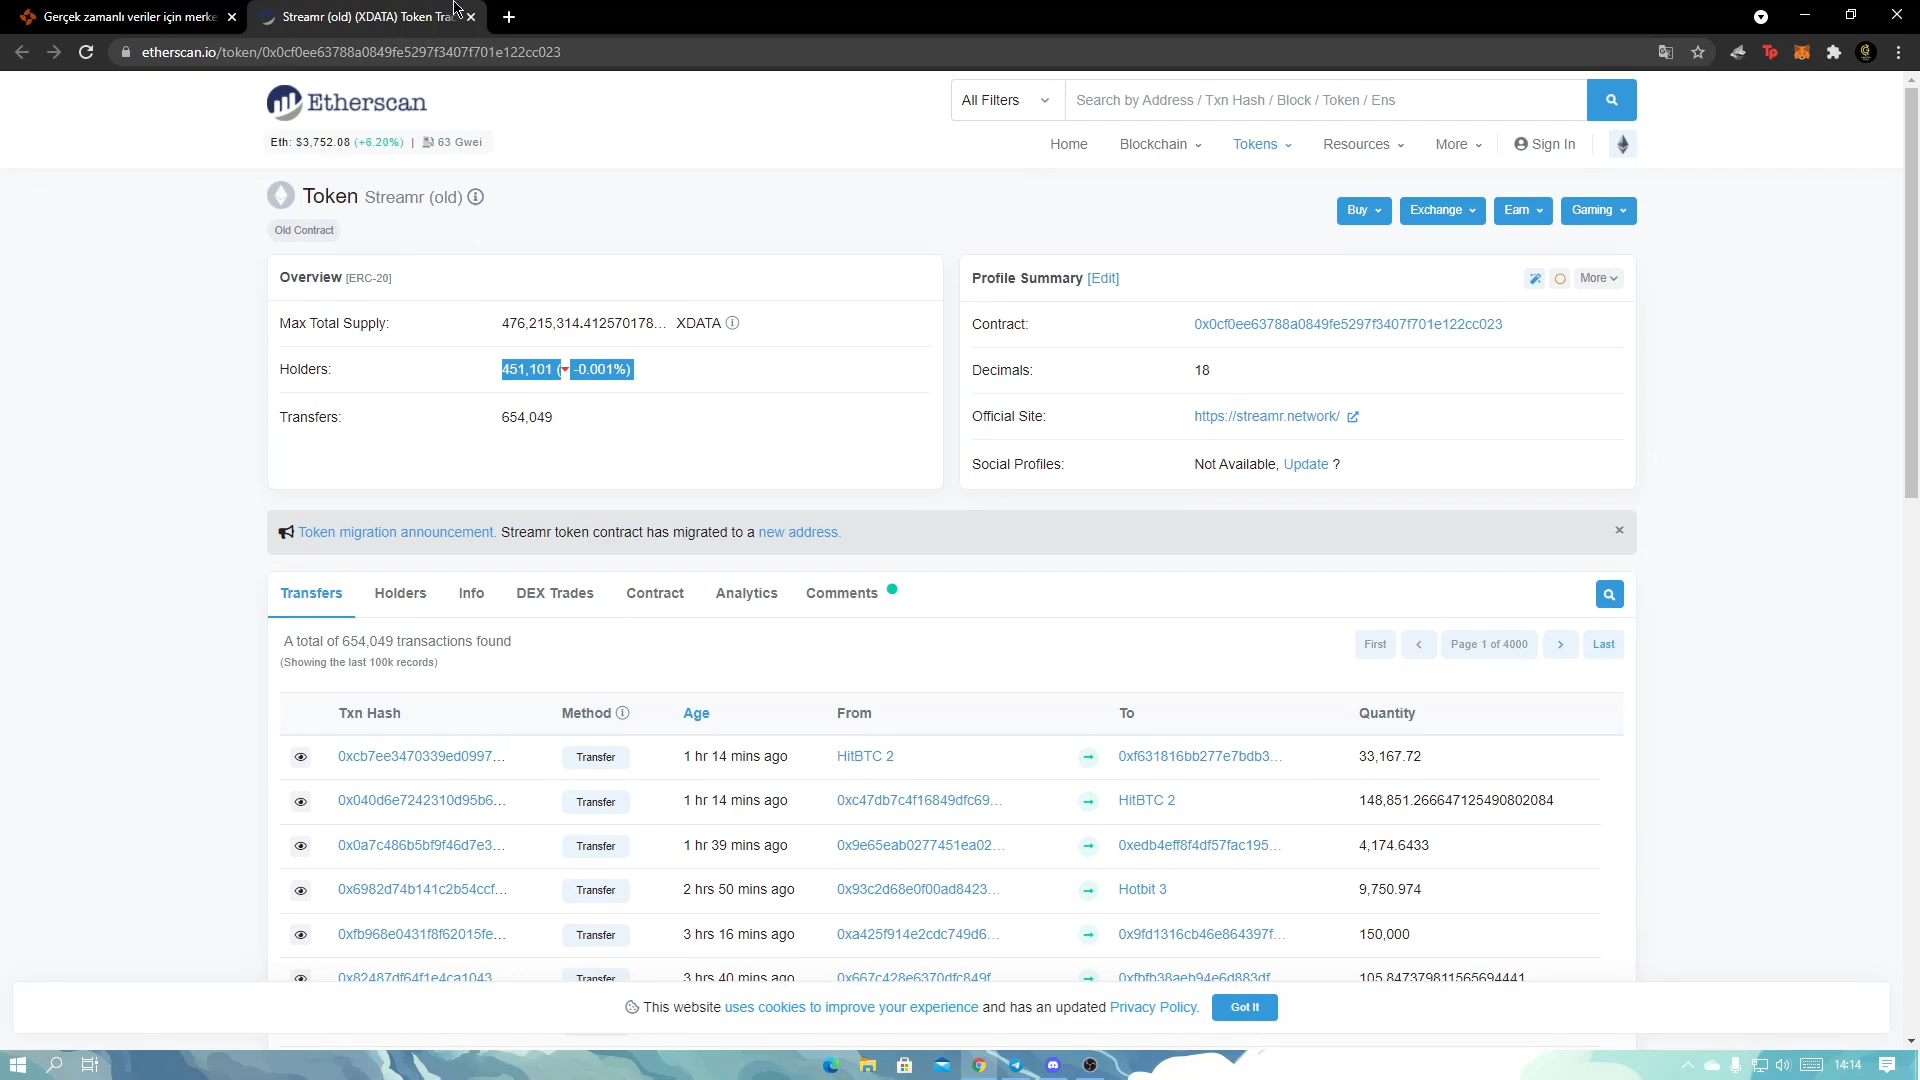 Gerçek zamanlı veriler için merke
Streamr (old) (XDATA) Token Tra
etherscan.io/token/0x0cf0ee63788a0849fe5297f3407f701e122cc023
Etherscan
All Filters
Search by Address / Txn Hash / Block / Token / Ens
Eth: $3,752.08 (+6.20%) | 63 Gwei
Home Blockchain Tokens Resources More Sign In
Token Streamr (old)
Old Contract
Buy Exchange Earn Gaming
Overview [ERC-20]
Max Total Supply: 476,215,314.412570178... XDATA
Holders: 451,101 ( -0.001%)
Transfers: 654,049
Profile Summary [Edit]
More
Contract: 0x0cf0ee63788a0849fe5297f3407f701e122cc023
Decimals: 18
Official Site: https://streamr.network/
Social Profiles: Not Available, Update ?
Token migration announcement. Streamr token contract has migrated to a new address.
Transfers Holders Info DEX Trades Contract Analytics Comments
A total of 654,049 transactions found
(Showing the last 100k records)
First Page 1 of 4000 Last
Txn Hash Method Age From To Quantity
0xcb7ee3470339ed0997... Transfer 1 hr 14 mins ago HitBTC 2 0xf631816bb277e7bdb3... 33,167.72
0x040d6e7242310d95b6... Transfer 1 hr 14 mins ago 0xc47db7c4f16849dfc69... HitBTC 2 148,851.266647125490802084
0x0a7c486b5bf9f46d7e3... Transfer 1 hr 39 mins ago 0x9e65eab0277451ea02... 0xedb4eff8f4df57fac195... 4,174.6433
0x6982d74b141c2b54ccf... Transfer 2 hrs 50 mins ago 0x93c2d68e0f00ad8423... Hotbit 3 9,750.974
0xfb968e0431f8f62015fe... Transfer 3 hrs 16 mins ago 0xa425f914e2cdc749d6... 0x9fd1316cb46e864397f... 150,000
0x82487df64f1e4ca1043 Transfer 3 hrs 40 mins ago 0x667c428e6370dfc849f 0xfbfb38aeb94e6d883df 105.847379811565694441
This website uses cookies to improve your experience and has an updated Privacy Policy.
Got It
14:14